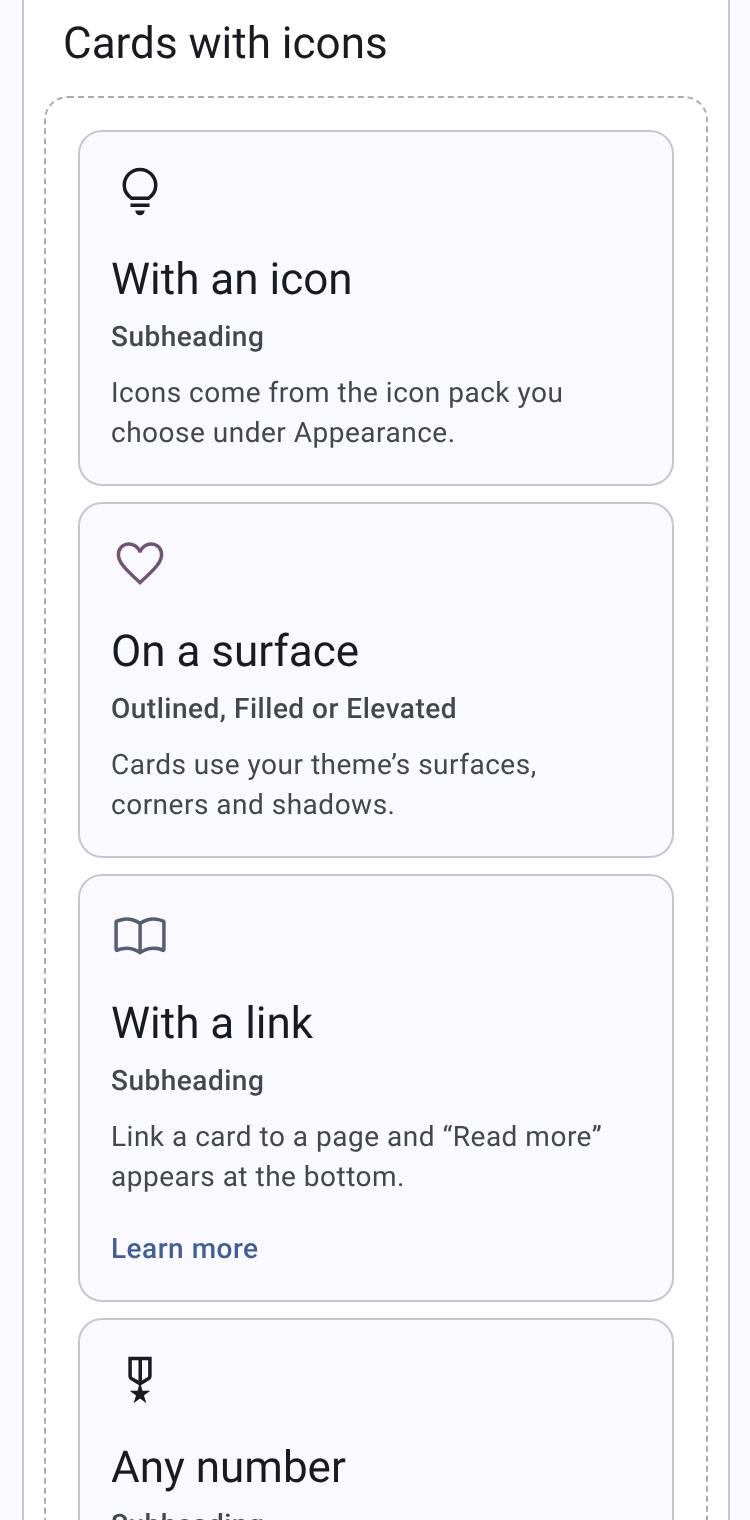 Cards with icons
With an icon
Subheading
Icons come from the icon pack you
choose under Appearance.
On a surface
Outlined, Filled or Elevated
Cards use your theme’s surfaces,
corners and shadows.
With a link
Subheading
Link a card to a page and “Read more”
appears at the bottom.
Learn more
Any number
Subheading